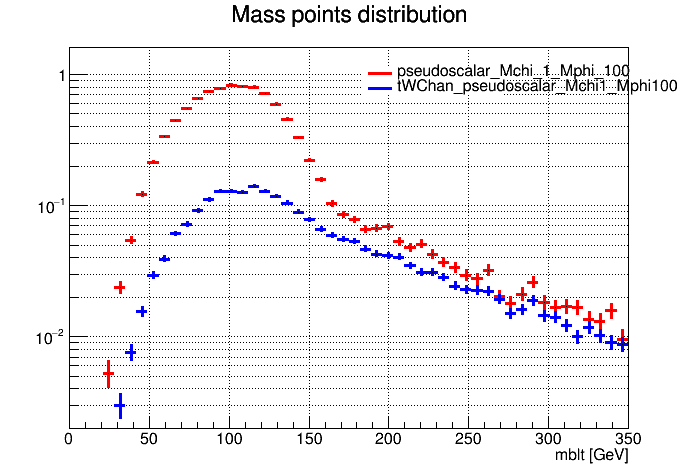 Mass points distribution
pseudoscalar_Mchi_1_Mphi_100
tWChan_pseudoscalar_Mchi1_Mphi100
1
10⁻¹
10⁻²
0 50 100 150 200 250 300 350
mblt [GeV]